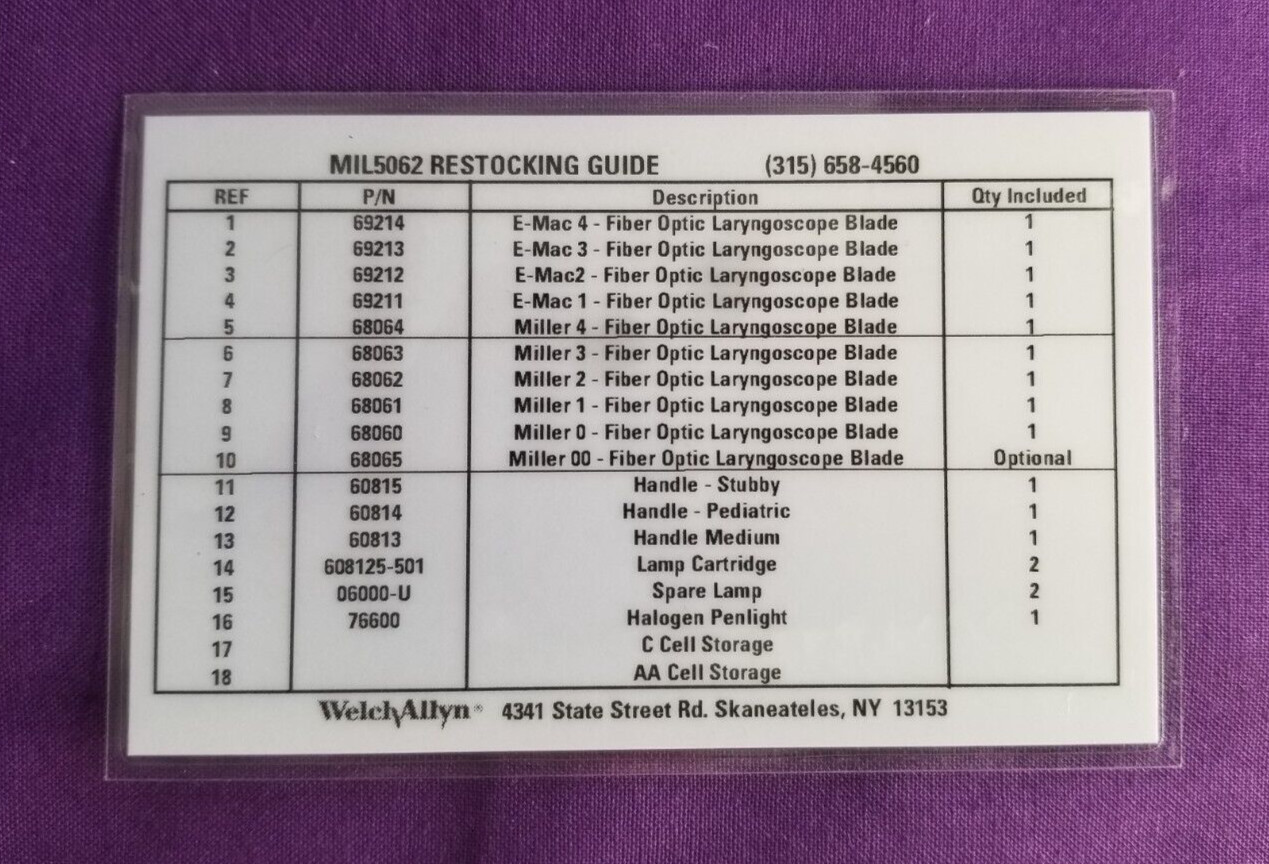 MIL5062 RESTOCKING GUIDE (315) 658-4560
REF P/N Description Qty Included
1 69214 E-Mac 4 - Fiber Optic Laryngoscope Blade 1
2 69213 E-Mac 3 - Fiber Optic Laryngoscope Blade 1
3 69212 E-Mac2 - Fiber Optic Laryngoscope Blade 1
4 69211 E-Mac 1 - Fiber Optic Laryngoscope Blade 1
5 68064 Miller 4 - Fiber Optic Laryngoscope Blade 1
6 68063 Miller 3 - Fiber Optic Laryngoscope Blade 1
7 68062 Miller 2 - Fiber Optic Laryngoscope Blade 1
8 68061 Miller 1 - Fiber Optic Laryngoscope Blade 1
9 68060 Miller 0 - Fiber Optic Laryngoscope Blade 1
10 68065 Miller 00 - Fiber Optic Laryngoscope Blade Optional
11 60815 Handle - Stubby 1
12 60814 Handle - Pediatric 1
13 60813 Handle Medium 1
14 608125-501 Lamp Cartridge 2
15 06000-U Spare Lamp 2
16 76600 Halogen Penlight 1
17 C Cell Storage
18 AA Cell Storage
WelchAllyn® 4341 State Street Rd. Skaneateles, NY 13153